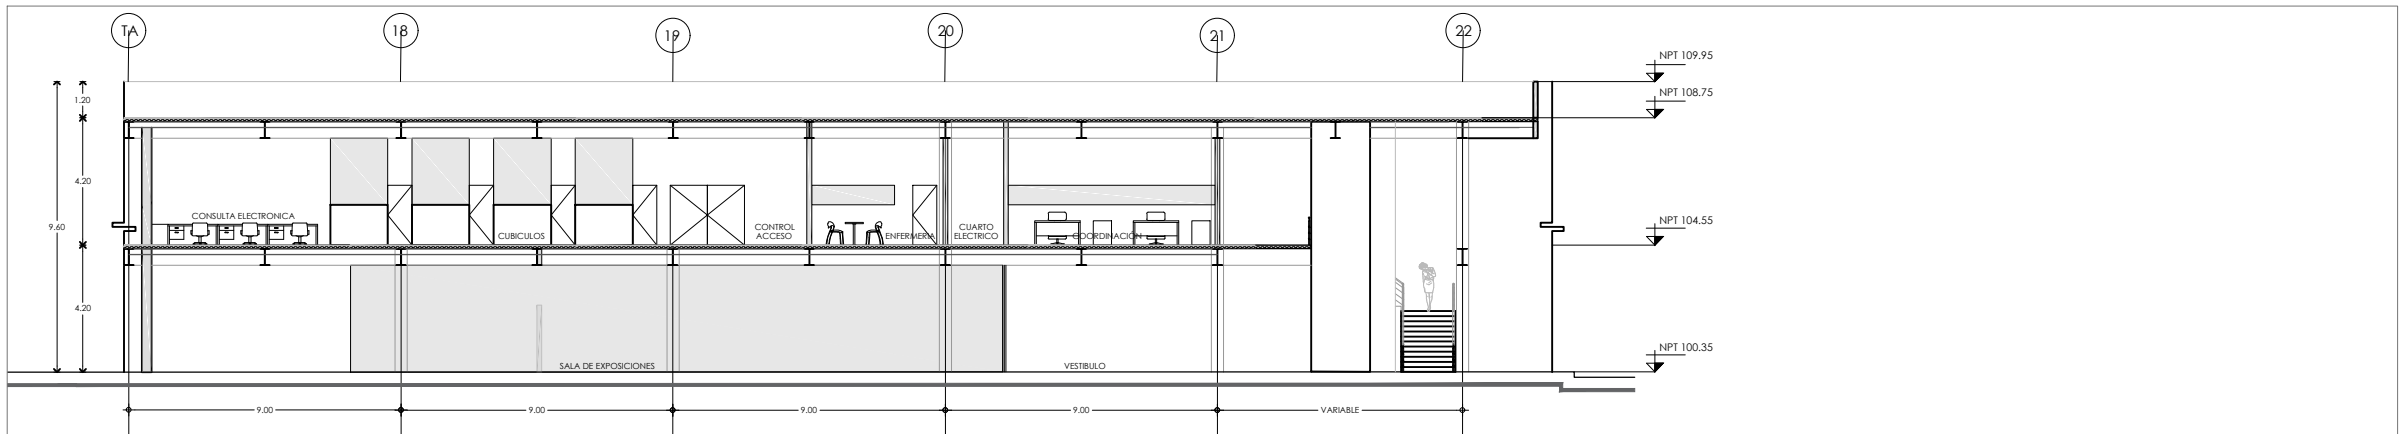 TA
18
19
20
21
22
NPT 109.95
1.20
NPT 108.75
4.20
CONSULTA ELECTRONICA
9.60
CUBICULOS
CONTROL
ACCESO
ENFERMERIA
CUARTO
ELECTRICO
COORDINACIÓN
NPT 104.55
4.20
SALA DE EXPOSICIONES
VESTIBULO
NPT 100.35
9.00
9.00
9.00
9.00
VARIABLE